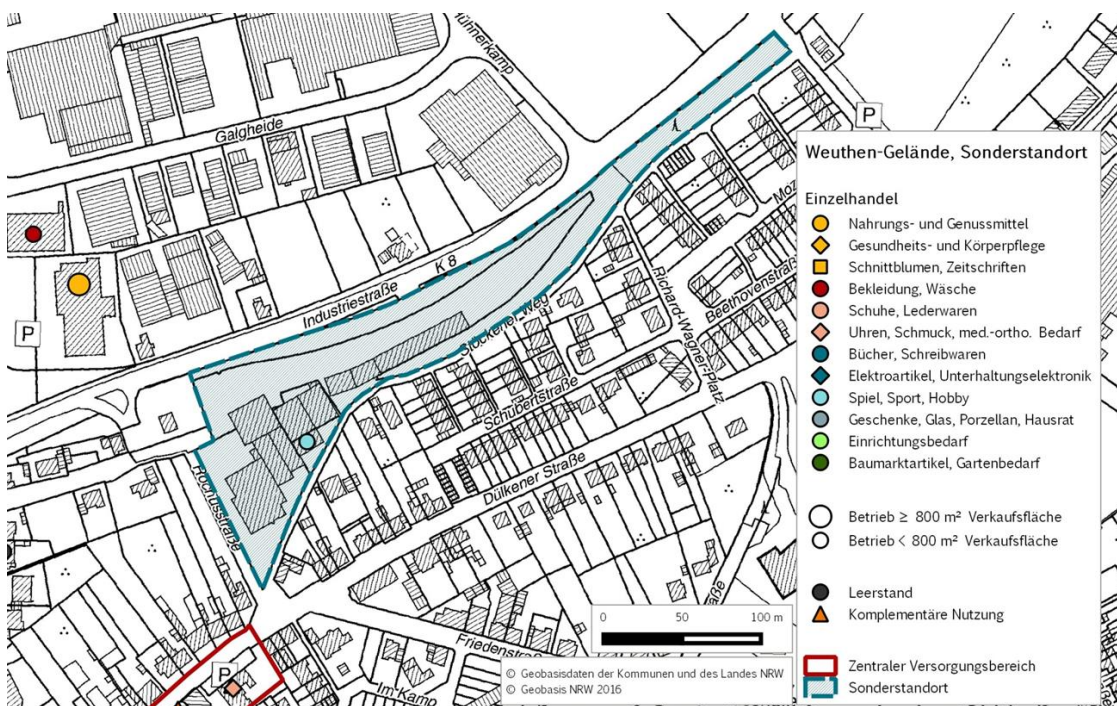 Hühnerkamp
Galgheide
P
P
K 8
Industriestraße
Stockener Weg
Richard-Wagner-Platz
Beethovenstraße
Schubertstraße
Dülkener Straße
Rochusstraße
Friedenstraße
Im Kamp
P
Weuthen-Gelände, Sonderstandort
Einzelhandel
Nahrungs- und Genussmittel
Gesundheits- und Körperpflege
Schnittblumen, Zeitschriften
Bekleidung, Wäsche
Schuhe, Lederwaren
Uhren, Schmuck, med.-ortho. Bedarf
Bücher, Schreibwaren
Elektroartikel, Unterhaltungselektronik
Spiel, Sport, Hobby
Geschenke, Glas, Porzellan, Hausrat
Einrichtungsbedarf
Baumarktartikel, Gartenbedarf
Betrieb ≥ 800 m² Verkaufsfläche
Betrieb < 800 m² Verkaufsfläche
Leerstand
Komplementäre Nutzung
Zentraler Versorgungsbereich
Sonderstandort
0 50 100 m
© Geobasisdaten der Kommunen und des Landes NRW
© Geobasis NRW 2016